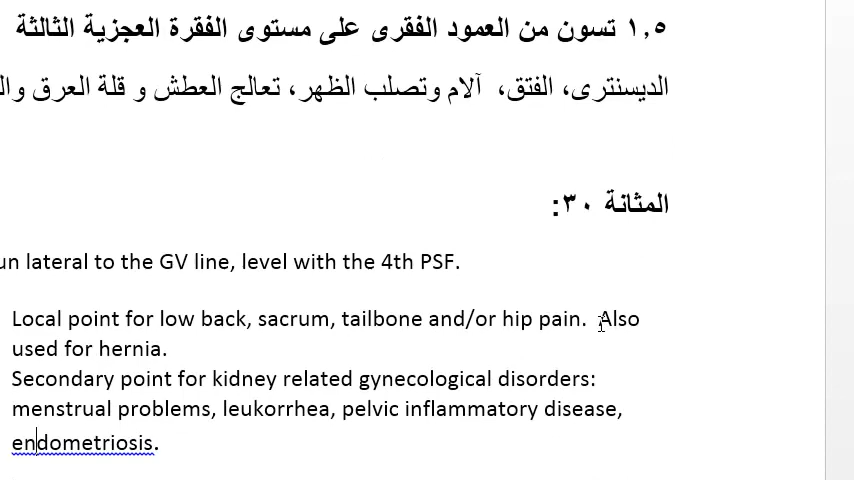 ١,٥ تسون من العمود الفقرى على مستوى الفقرة العجزية الثالثة
الديسنترى، الفتق، آلام وتصلب الظهر، تعالج العطش و قلة العرق
المثانة ٣٠:
lateral to the GV line, level with the 4th PSF.
Local point for low back, sacrum, tailbone and/or hip pain. Also
used for hernia.
Secondary point for kidney related gynecological disorders:
menstrual problems, leukorrhea, pelvic inflammatory disease,
endometriosis.